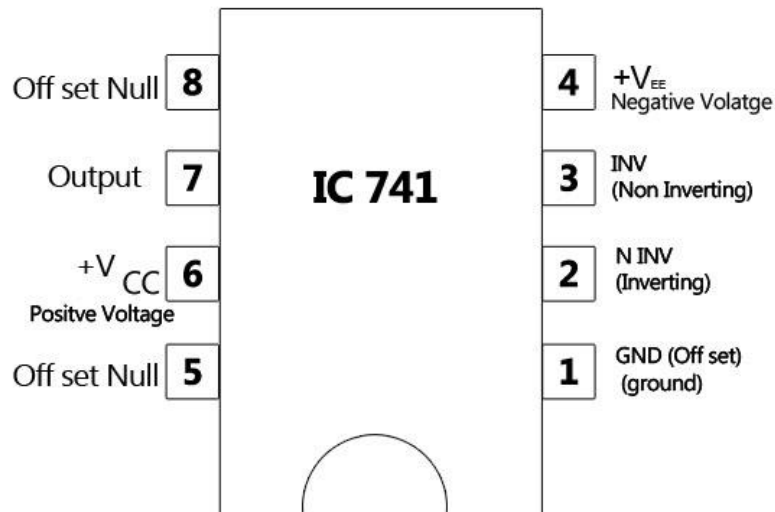 Off set Null 8
Output 7
+V CC 6
Positve Voltage
Off set Null 5
IC 741
4 +VEE
Negative Volatge
3 INV
(Non Inverting)
2 N INV
(Inverting)
1 GND (Off set)
(ground)